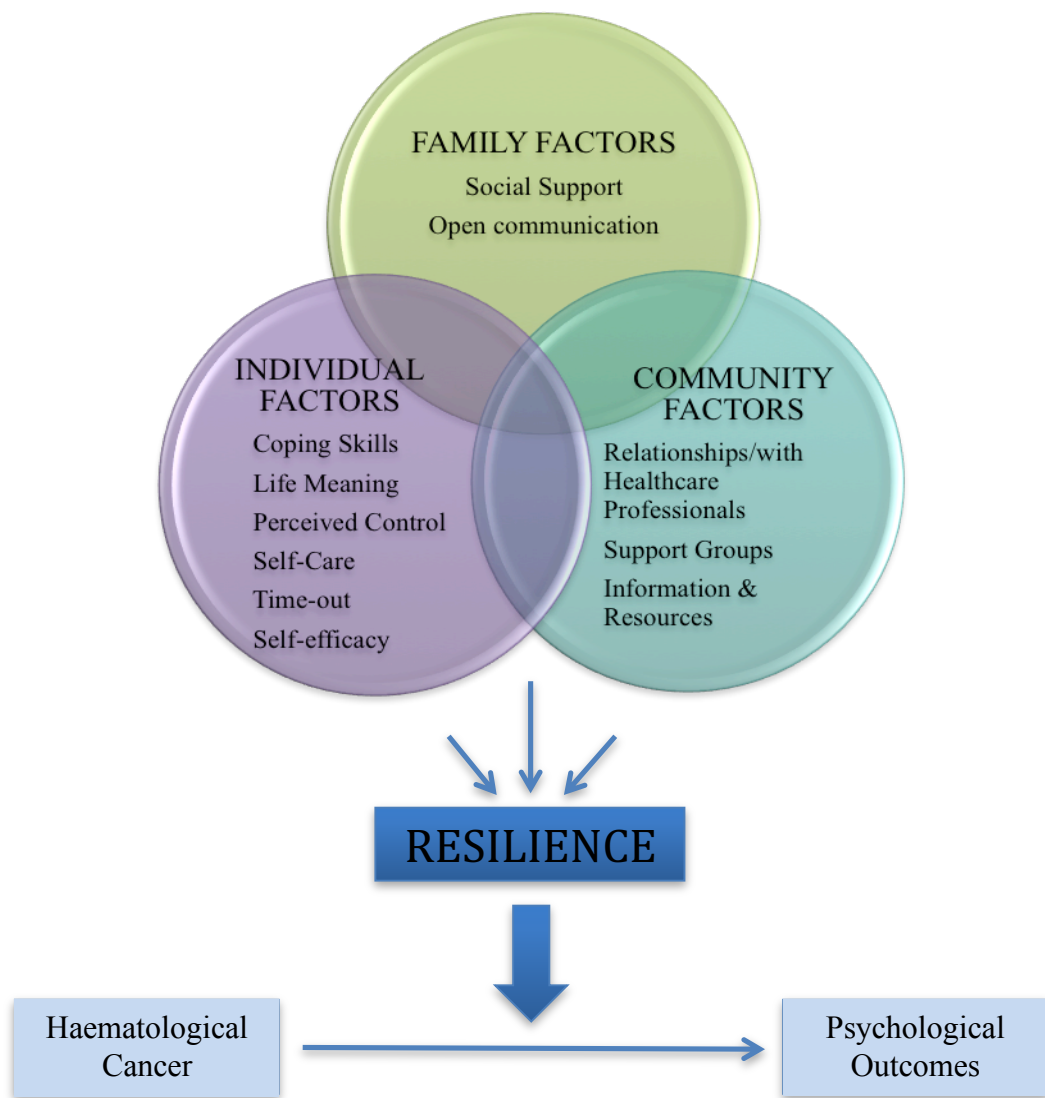 FAMILY FACTORS
Social Support
Open communication
INDIVIDUAL
FACTORS
Coping Skills
Life Meaning
Perceived Control
Self-Care
Time-out
Self-efficacy
COMMUNITY
FACTORS
Relationships/with
Healthcare
Professionals
Support Groups
Information &
Resources
RESILIENCE
Haematological
Cancer
Psychological
Outcomes